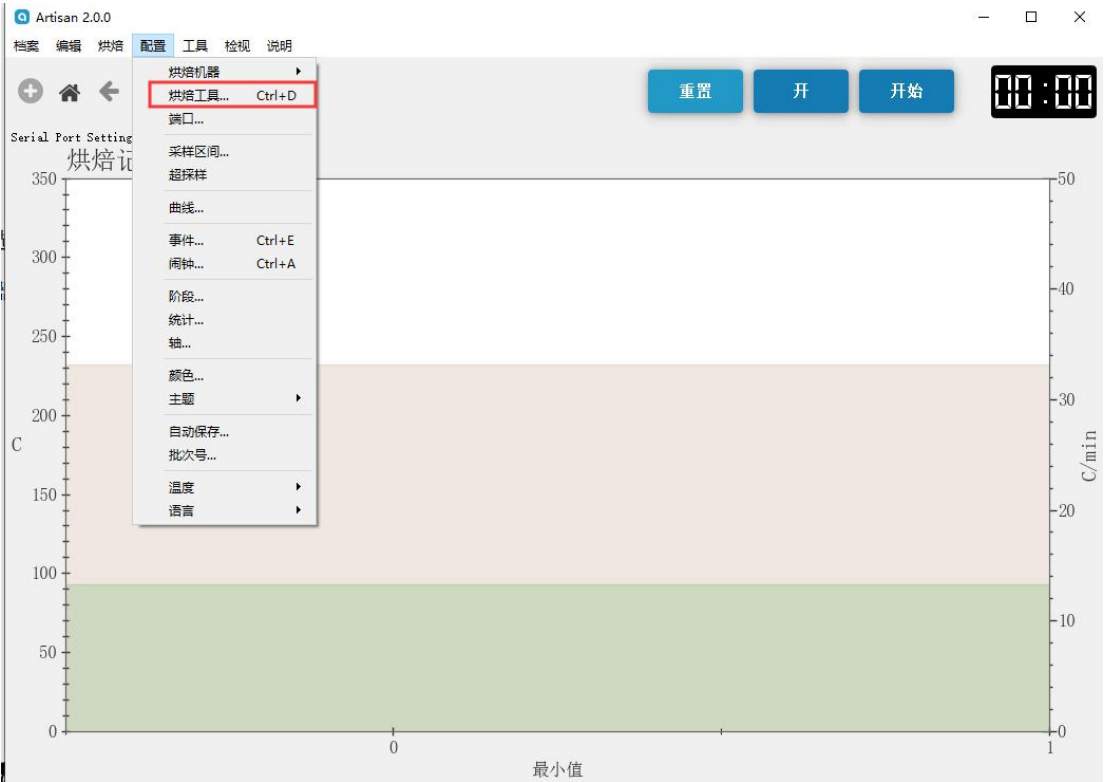 Artisan 2.0.0
档案 编辑 烘焙 配置 工具 检视 说明
烘焙机器
烘焙工具... Ctrl+D
端口...
采样区间...
超採样
曲线...
事件... Ctrl+E
闹钟... Ctrl+A
阶段...
统计...
轴...
颜色...
主题
自动保存...
批次号...
温度
语言
重置 开 开始 00:00
Serial Port Setting
烘焙记
350
300
250
200
150
100
50
0
C
50
40
30
20
10
0
C/min
0 1
最小值